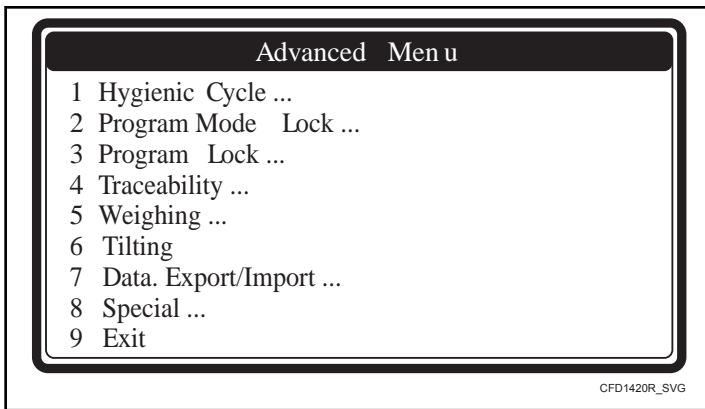 Advanced Menu
1 Hygienic Cycle ...
2 Program Mode Lock ...
3 Program Lock ...
4 Traceability ...
5 Weighing ...
6 Tilting
7 Data. Export/Import ...
8 Special ...
9 Exit
CFD1420R_SVG